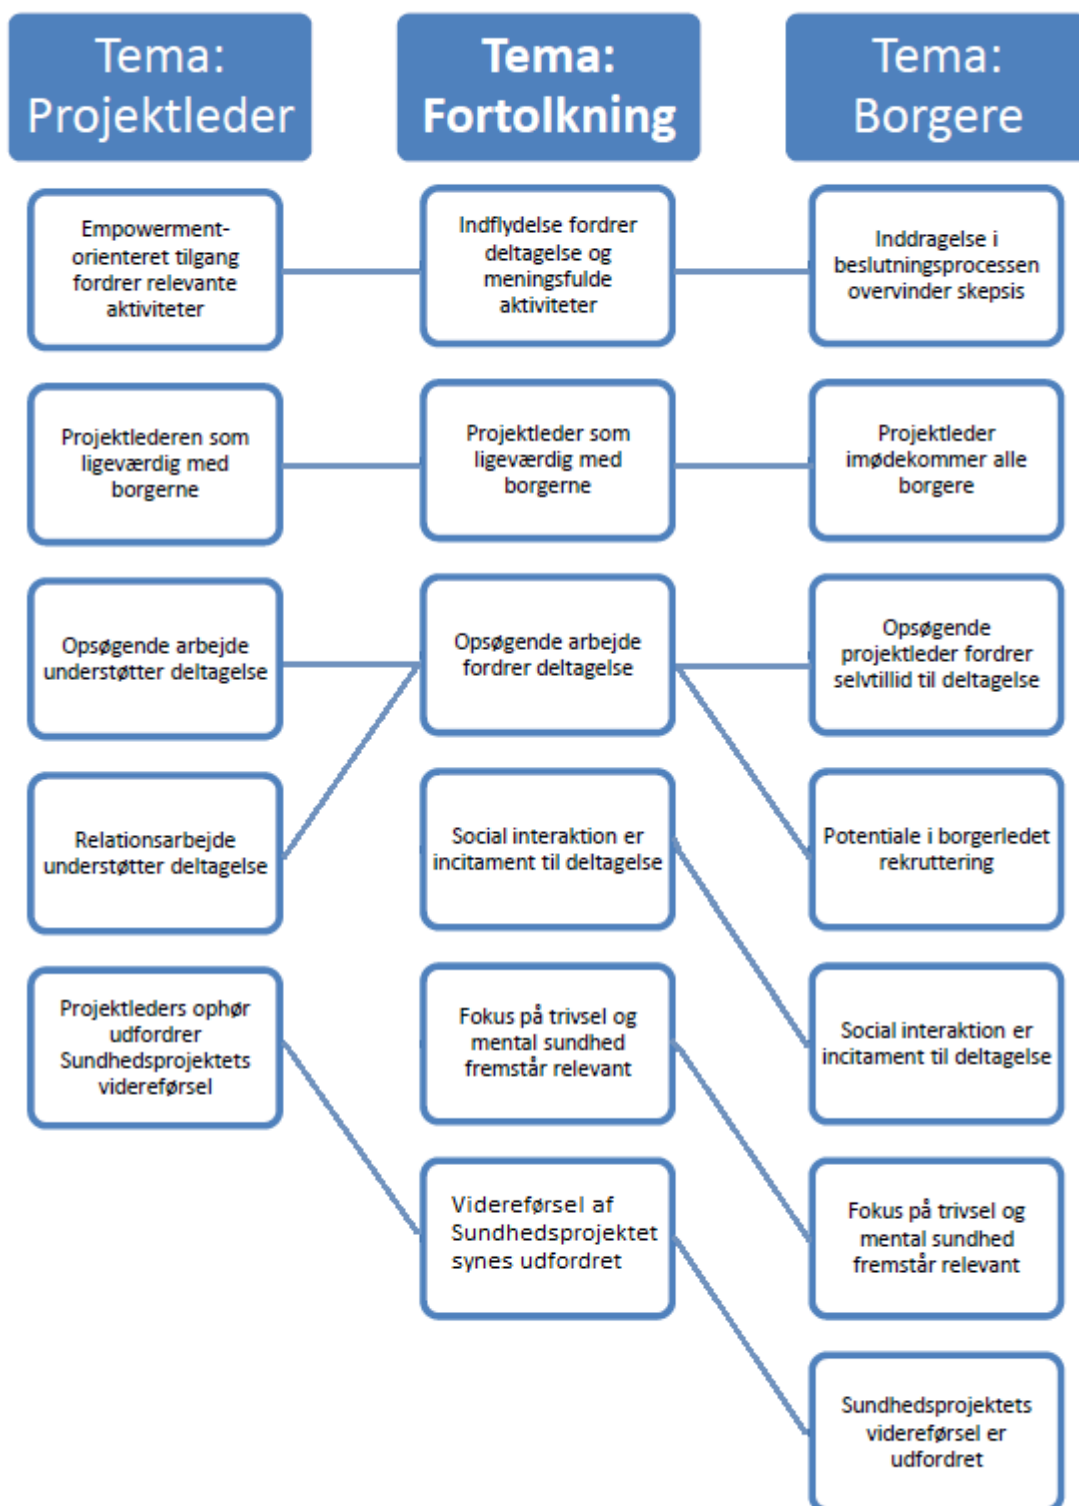 Tema:
Projektleder
Tema:
Fortolkning
Tema:
Borgere
Empowerment-
orienteret tilgang
fordrer relevante
aktiviteter
Indflydelse fordrer
deltagelse og
meningsfulde
aktiviteter
Inddragelse i
beslutningsprocessen
overvinder skepsis
Projektlederen som
ligeværdig med
borgerne
Projektleder som
ligeværdig med
borgerne
Projektleder
imødekommer alle
borgere
Opsøgende arbejde
understøtter deltagelse
Opsøgende arbejde
fordrer deltagelse
Opsøgende
projektleder fordrer
selvtillid til deltagelse
Relationsarbejde
understøtter deltagelse
Social interaktion er
incitament til deltagelse
Potentiale i borgerledet
rekruttering
Projektleders ophør
udfordrer
Sundhedsprojektets
videreførsel
Fokus på trivsel og
mental sundhed
fremstår relevant
Social interaktion er
incitament til deltagelse
Videreførsel af
Sundhedsprojektet
synes udfordret
Fokus på trivsel og
mental sundhed
fremstår relevant
Sundhedsprojektets
videreførsel er
udfordret